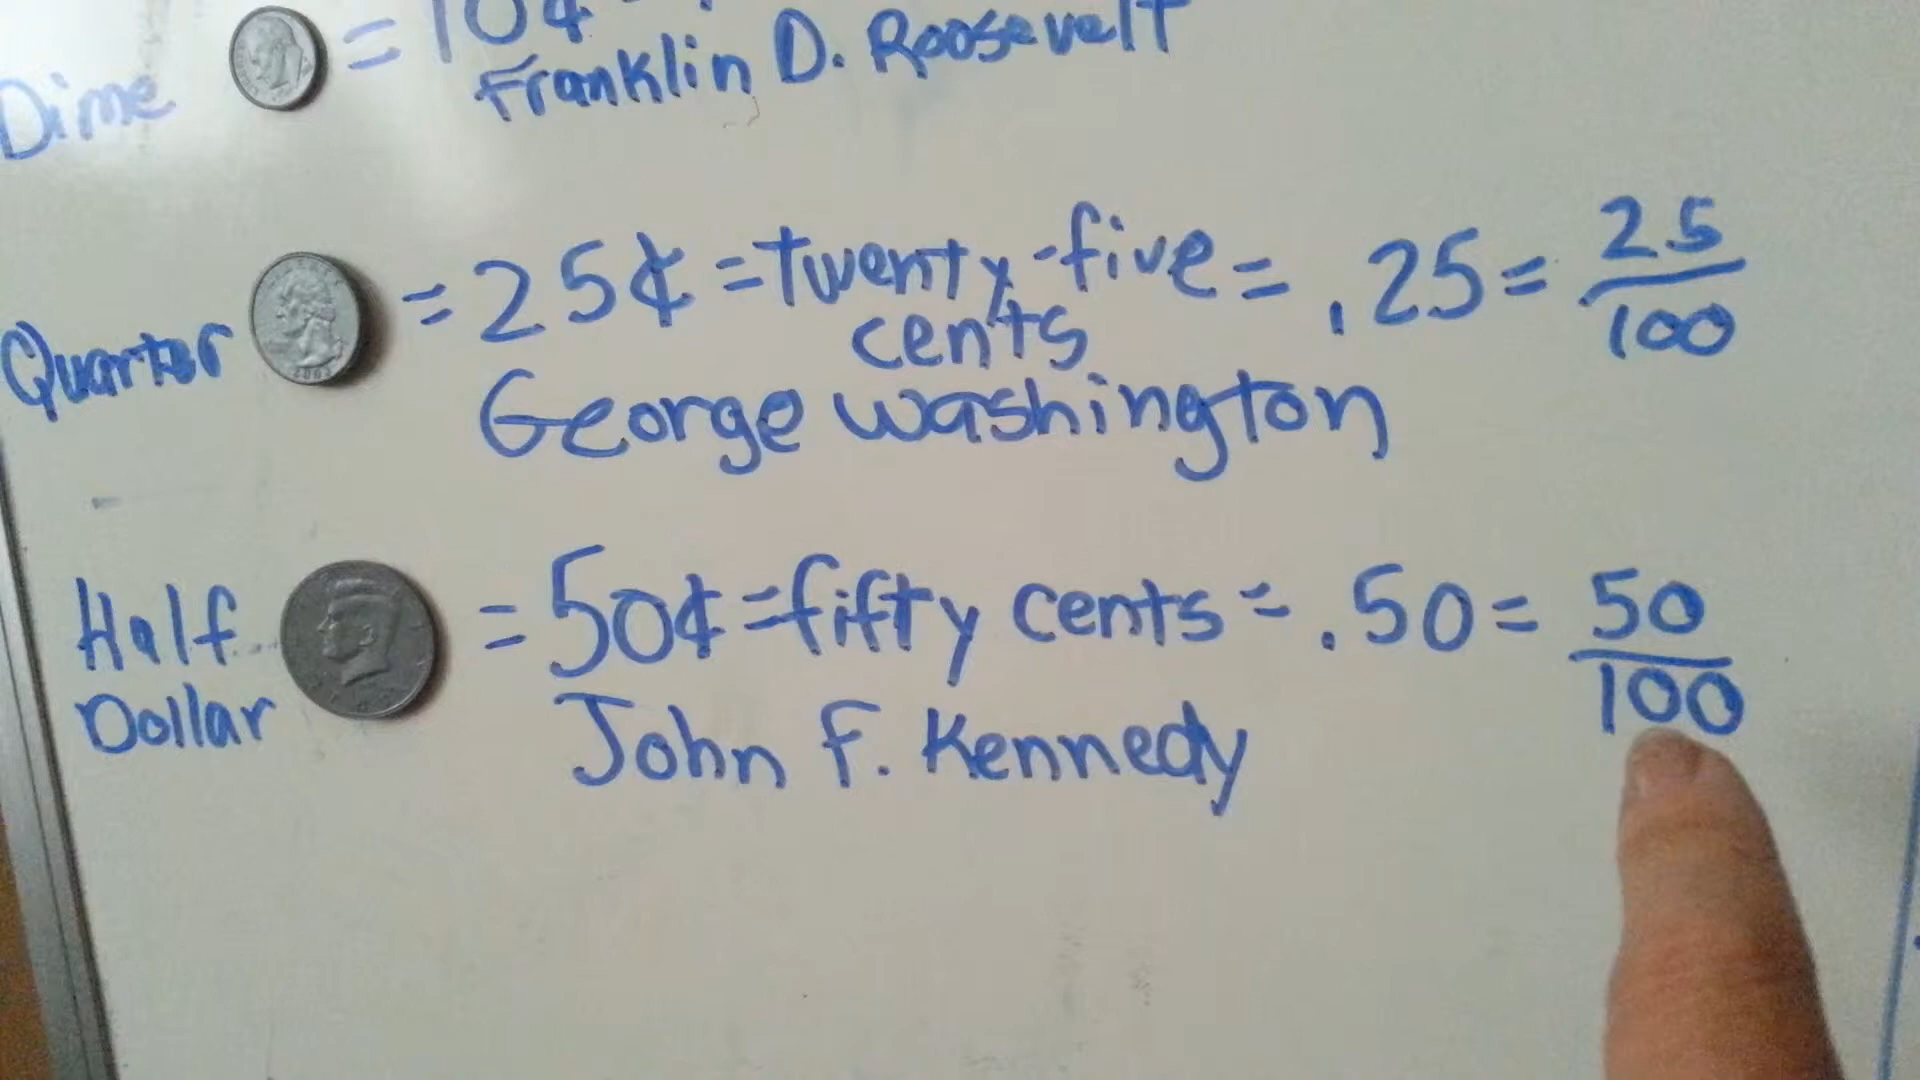 Dime = 10¢
Franklin D. Roosevelt
Quarter = 25¢ = twenty-five = .25 = 25/100
cents
George washington
Half = 50¢ = fifty cents = .50 = 50/100
Dollar
John F. Kennedy